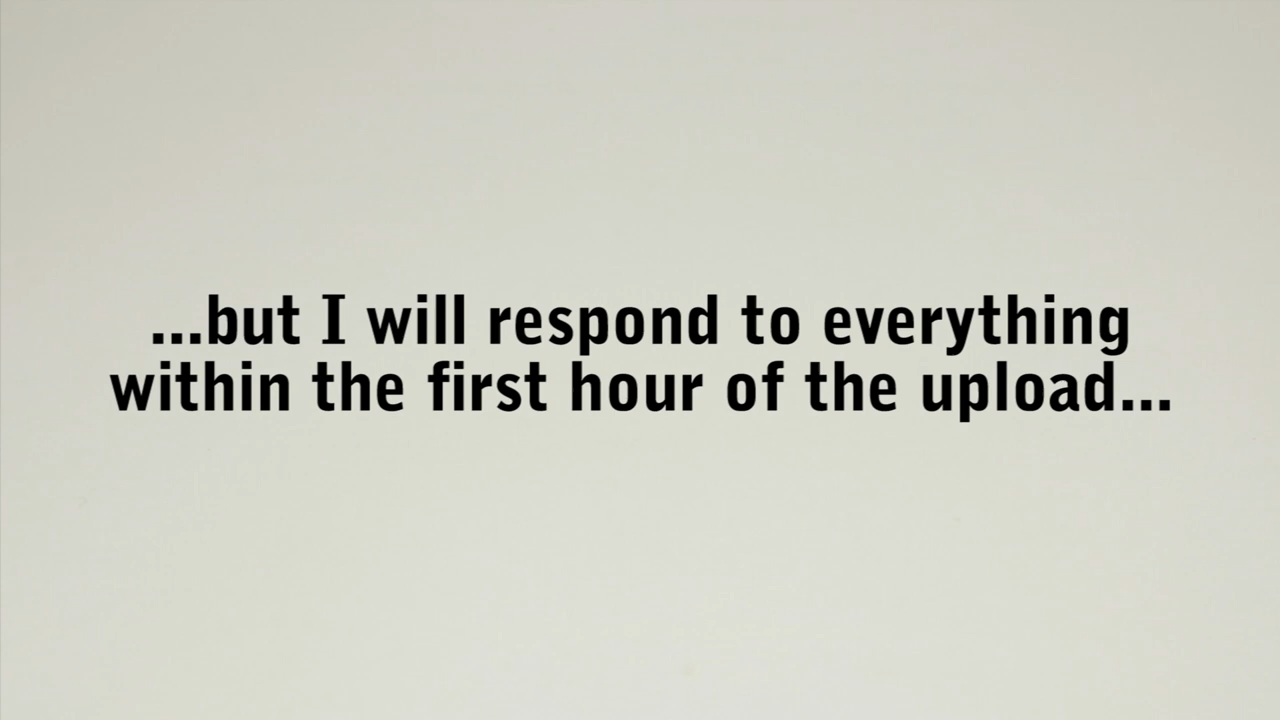 ...but I will respond to everything
within the first hour of the upload...